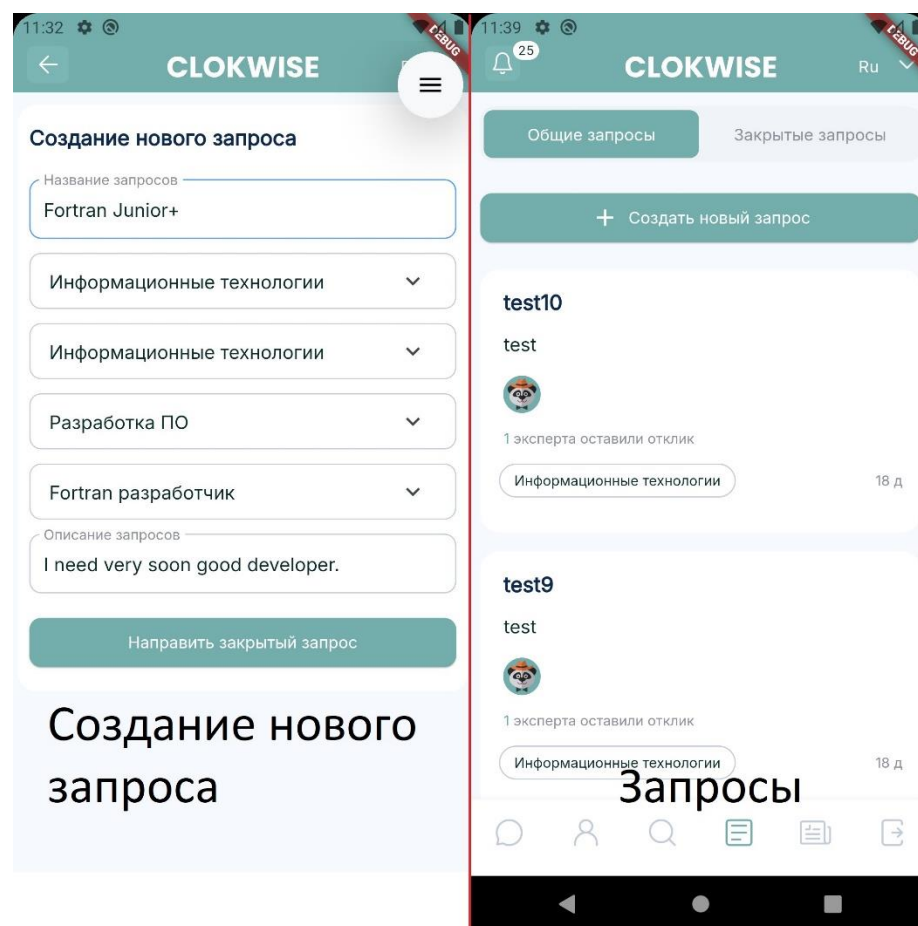 11:32
DEBUG
CLOKWISE
Создание нового запроса
Название запросов
Fortran Junior+
Информационные технологии
Информационные технологии
Разработка ПО
Fortran разработчик
Описание запросов
I need very soon good developer.
Направить закрытый запрос
Создание нового
запроса
11:39
DEBUG
25
CLOKWISE
Ru
Общие запросы
Закрытые запросы
+ Создать новый запрос
test10
test
1 эксперта оставили отклик
Информационные технологии
18 д
test9
test
1 эксперта оставили отклик
Информационные технологии
18 д
Запросы